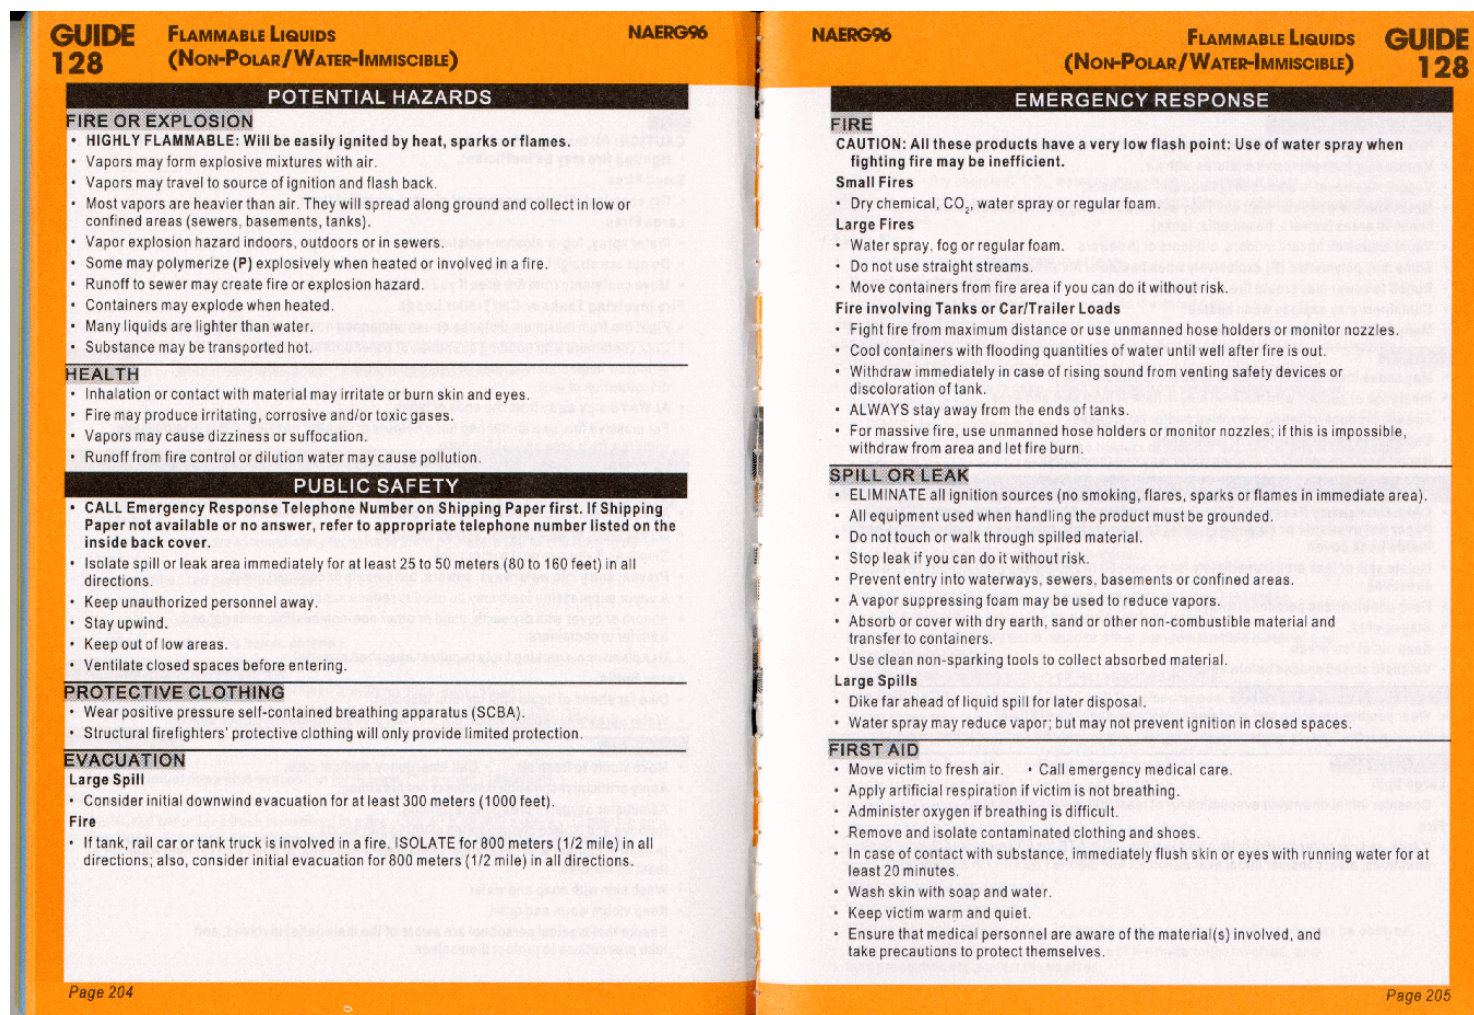 GUIDE 128
FLAMMABLE LIQUIDS
(NON-POLAR/WATER-IMMISCIBLE)
NAERG96
POTENTIAL HAZARDS
FIRE OR EXPLOSION
• HIGHLY FLAMMABLE: Will be easily ignited by heat, sparks or flames.
• Vapors may form explosive mixtures with air.
• Vapors may travel to source of ignition and flash back.
• Most vapors are heavier than air. They will spread along ground and collect in low or
confined areas (sewers, basements, tanks).
• Vapor explosion hazard indoors, outdoors or in sewers.
• Some may polymerize (P) explosively when heated or involved in a fire.
• Runoff to sewer may create fire or explosion hazard.
• Containers may explode when heated.
• Many liquids are lighter than water.
• Substance may be transported hot.
HEALTH
• Inhalation or contact with material may irritate or burn skin and eyes.
• Fire may produce irritating, corrosive and/or toxic gases.
• Vapors may cause dizziness or suffocation.
• Runoff from fire control or dilution water may cause pollution.
PUBLIC SAFETY
• CALL Emergency Response Telephone Number on Shipping Paper first. If Shipping
Paper not available or no answer, refer to appropriate telephone number listed on the
inside back cover.
• Isolate spill or leak area immediately for at least 25 to 50 meters (80 to 160 feet) in all
directions.
• Keep unauthorized personnel away.
• Stay upwind.
• Keep out of low areas.
• Ventilate closed spaces before entering.
PROTECTIVE CLOTHING
• Wear positive pressure self-contained breathing apparatus (SCBA).
• Structural firefighters' protective clothing will only provide limited protection.
EVACUATION
Large Spill
• Consider initial downwind evacuation for at least 300 meters (1000 feet).
Fire
• If tank, rail car or tank truck is involved in a fire, ISOLATE for 800 meters (1/2 mile) in all
directions; also, consider initial evacuation for 800 meters (1/2 mile) in all directions.
Page 204
NAERG96
FLAMMABLE LIQUIDS
(NON-POLAR/WATER-IMMISCIBLE)
GUIDE 128
EMERGENCY RESPONSE
FIRE
CAUTION: All these products have a very low flash point: Use of water spray when
fighting fire may be inefficient.
Small Fires
• Dry chemical, CO₂, water spray or regular foam.
Large Fires
• Water spray, fog or regular foam.
• Do not use straight streams.
• Move containers from fire area if you can do it without risk.
Fire involving Tanks or Car/Trailer Loads
• Fight fire from maximum distance or use unmanned hose holders or monitor nozzles.
• Cool containers with flooding quantities of water until well after fire is out.
• Withdraw immediately in case of rising sound from venting safety devices or
discoloration of tank.
• ALWAYS stay away from the ends of tanks.
• For massive fire, use unmanned hose holders or monitor nozzles; if this is impossible,
withdraw from area and let fire burn.
SPILL OR LEAK
• ELIMINATE all ignition sources (no smoking, flares, sparks or flames in immediate area).
• All equipment used when handling the product must be grounded.
• Do not touch or walk through spilled material.
• Stop leak if you can do it without risk.
• Prevent entry into waterways, sewers, basements or confined areas.
• A vapor suppressing foam may be used to reduce vapors.
• Absorb or cover with dry earth, sand or other non-combustible material and
transfer to containers.
• Use clean non-sparking tools to collect absorbed material.
Large Spills
• Dike far ahead of liquid spill for later disposal.
• Water spray may reduce vapor; but may not prevent ignition in closed spaces.
FIRST AID
• Move victim to fresh air. • Call emergency medical care.
• Apply artificial respiration if victim is not breathing.
• Administer oxygen if breathing is difficult.
• Remove and isolate contaminated clothing and shoes.
• In case of contact with substance, immediately flush skin or eyes with running water for at
least 20 minutes.
• Wash skin with soap and water.
• Keep victim warm and quiet.
• Ensure that medical personnel are aware of the material(s) involved, and
take precautions to protect themselves.
Page 205